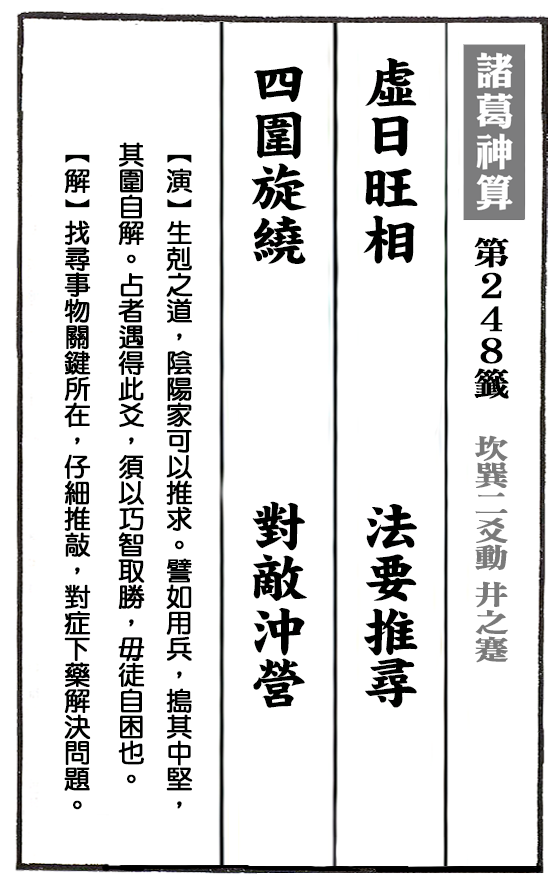 諸葛神算 第248籤 坎巽二爻動 井之蹇
虛日旺相 法要推尋
四圍旋繞 對敵沖營
【演】生剋之道，陰陽家可以推求。譬如用兵，搗其中堅，
其圍自解。占者遇得此爻，須以巧智取勝，毋徒自困也。
【解】找尋事物關鍵所在，仔細推敲，對症下藥解決問題。